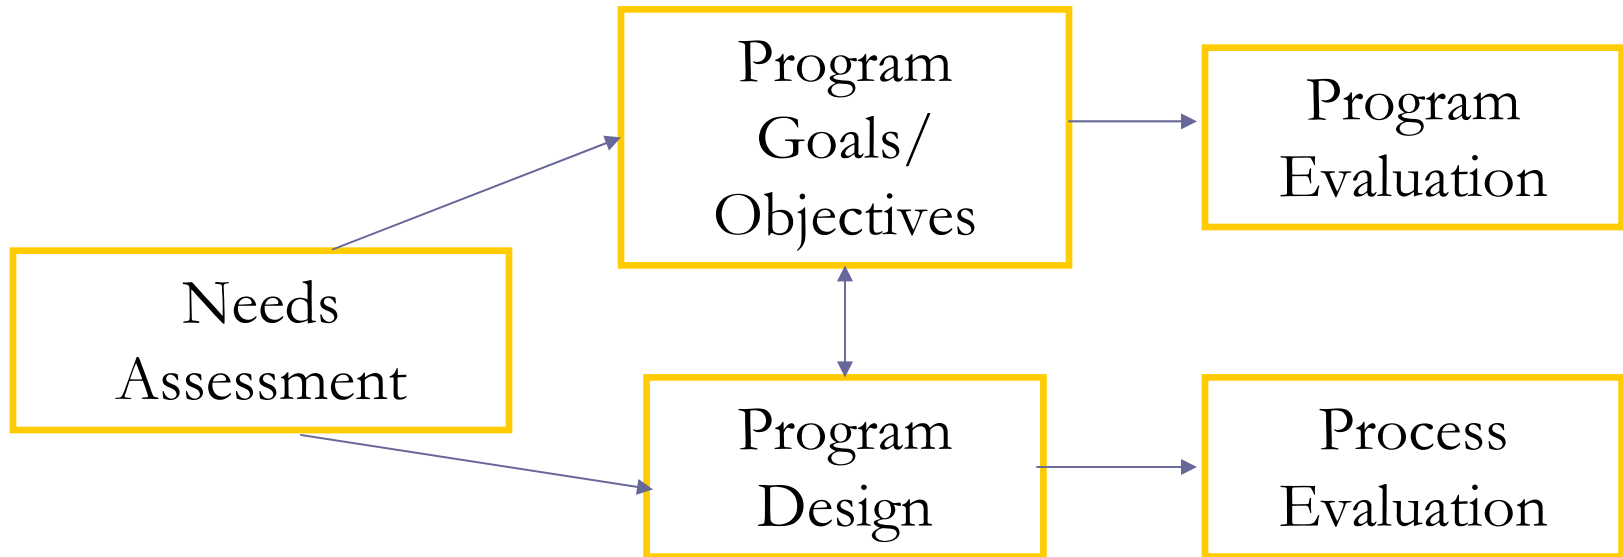 Needs
Assessment
Program
Goals/
Objectives
Program
Design
Program
Evaluation
Process
Evaluation